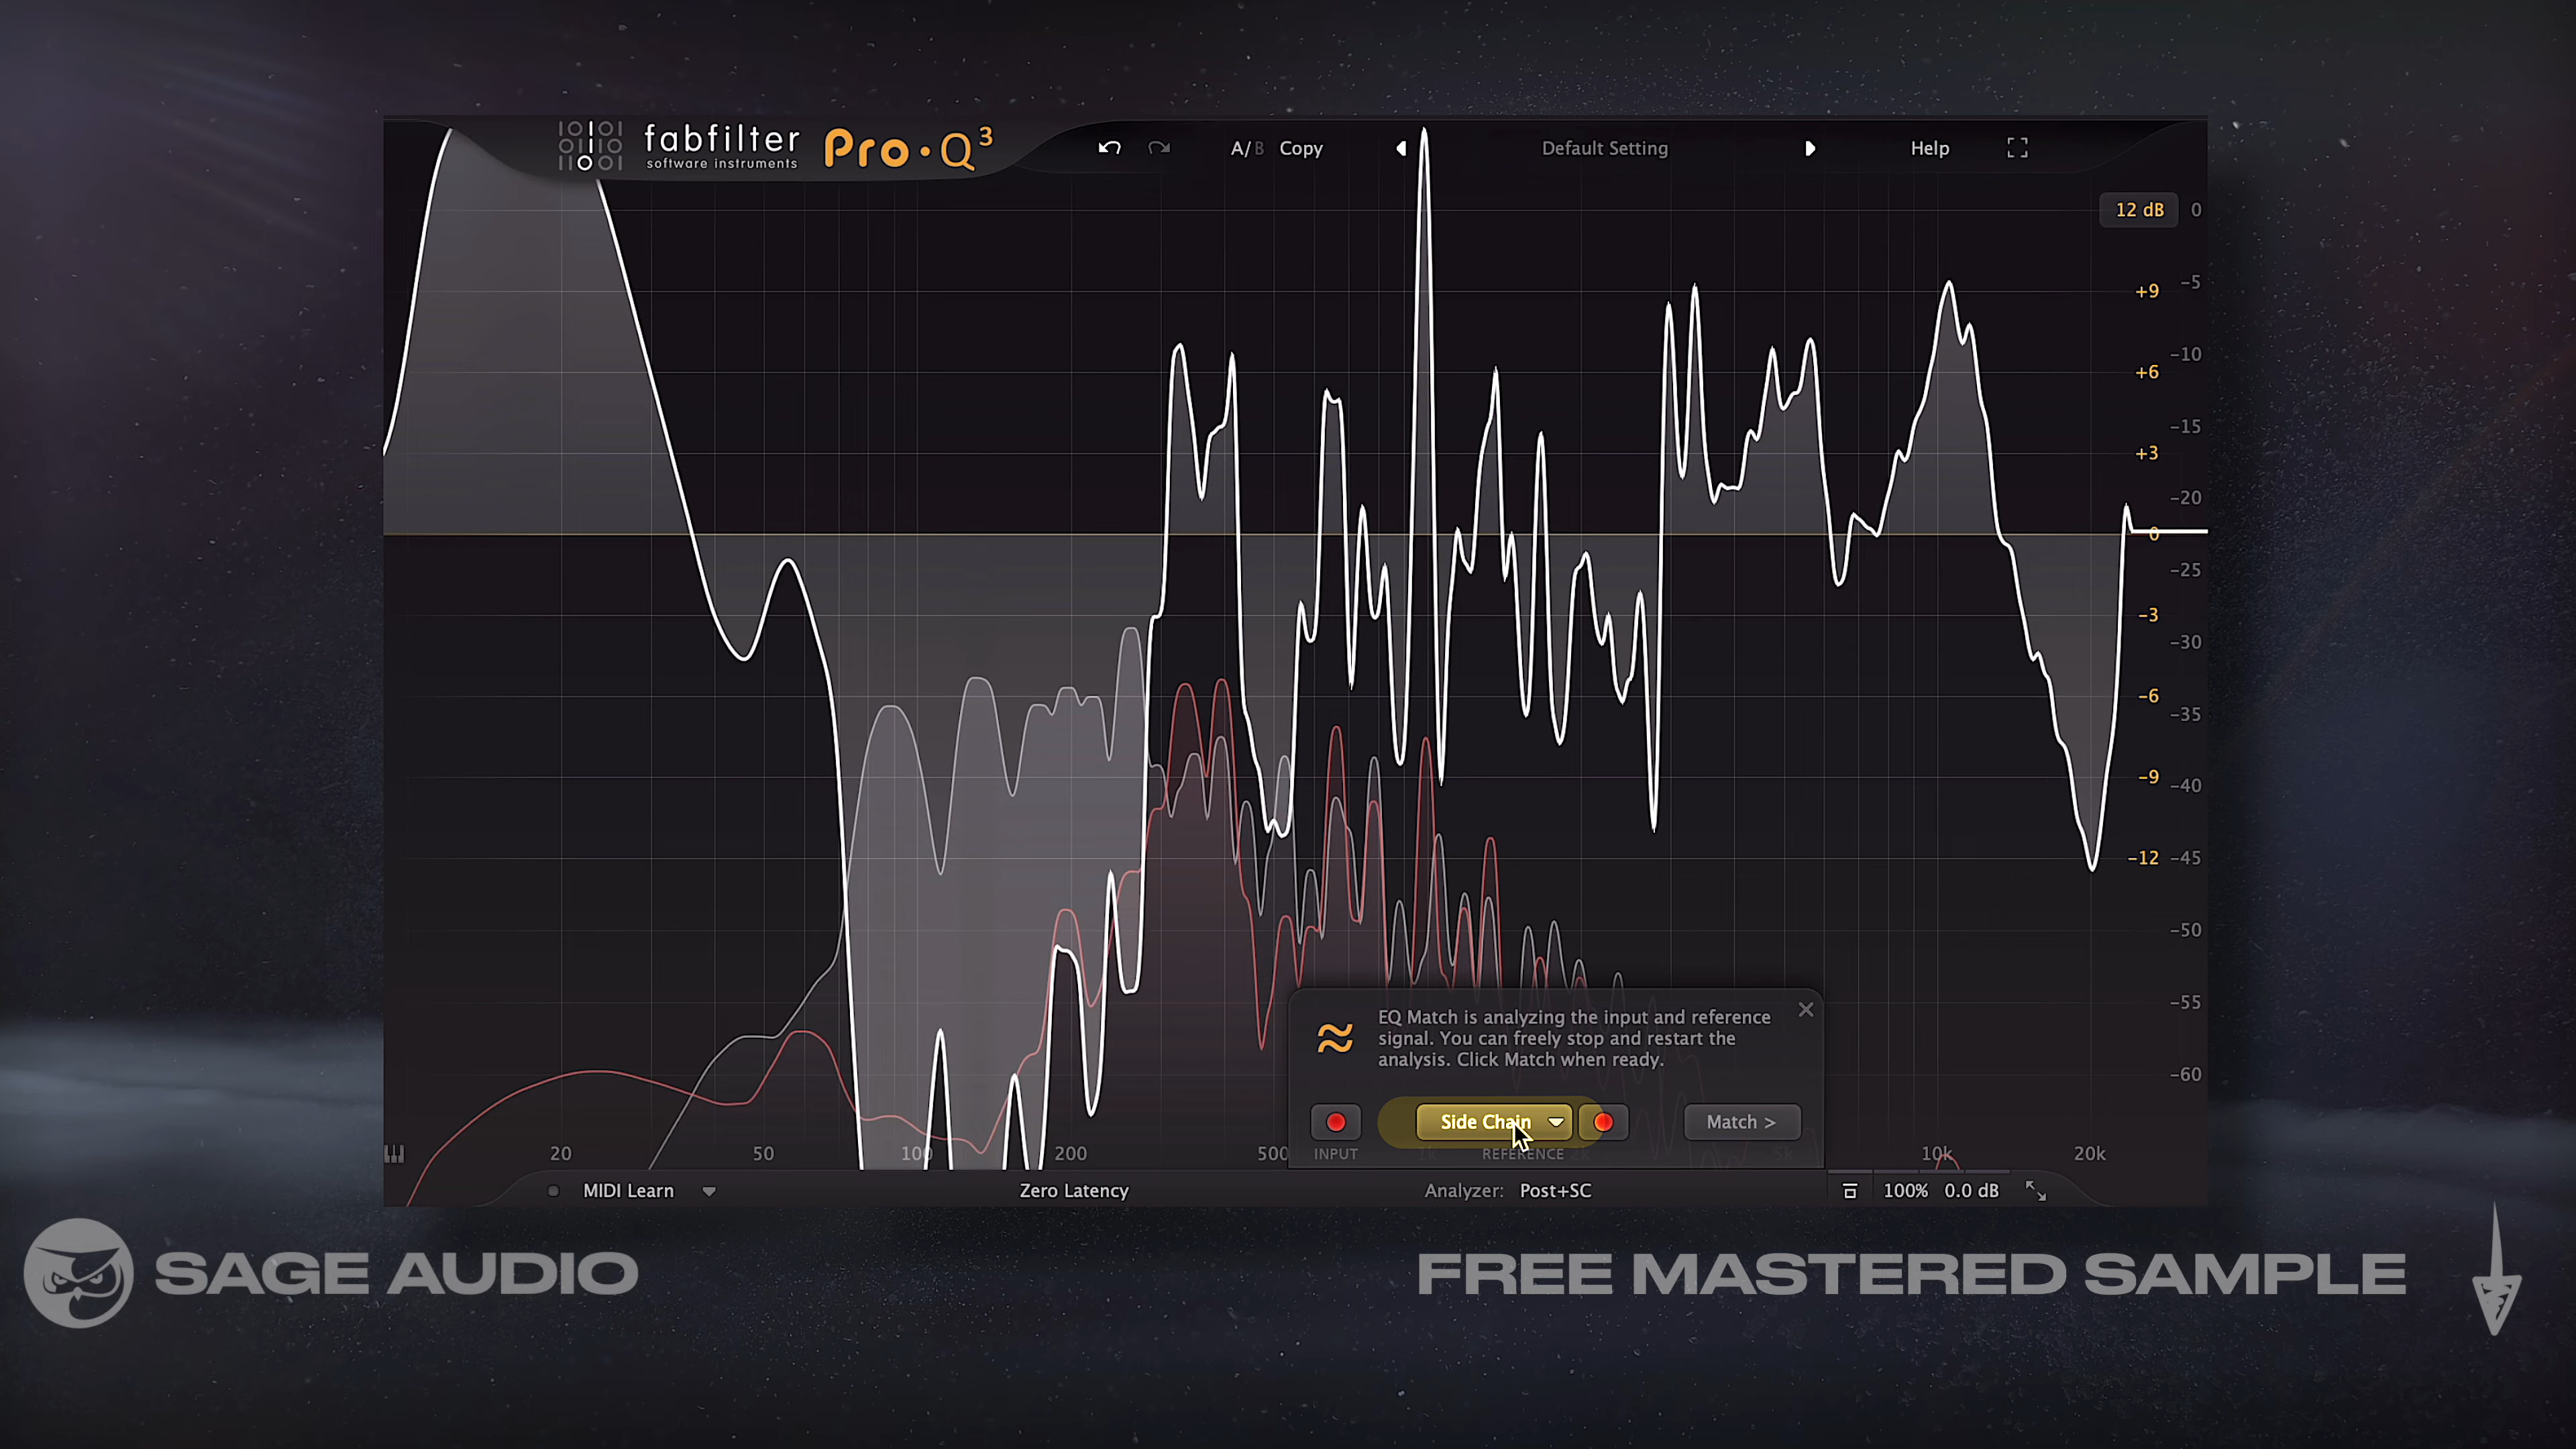 fabfilter
software instruments
Pro·Q3
A/B Copy
Default Setting
Help
12 dB 0
-5
+9
-10
+6
-15
+3
-20
0
-25
-3
-30
-6
-35
-9
-40
-12 -45
-50
-55
-60
EQ Match is analyzing the input and reference
signal. You can freely stop and restart the
analysis. Click Match when ready.
Side Chain
Match >
INPUT
REFERENCE
20 50 100 200 500 1k 2k 5k 10k 20k
MIDI Learn
Zero Latency
Analyzer: Post+SC
100% 0.0 dB
SAGE AUDIO
FREE MASTERED SAMPLE